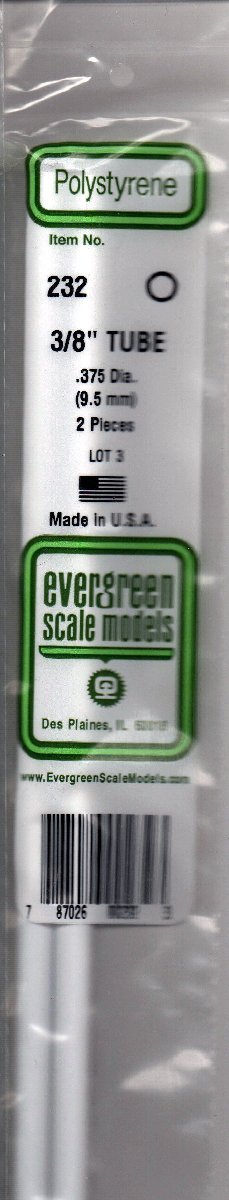 Polystyrene
Item No.
232
3/8" TUBE
.375 Dia.
(9.5 mm)
2 Pieces
LOT 3
Made in U.S.A.
evergreen
scale models
Des Plaines, IL
www.EvergreenScaleModels.com
7 87026